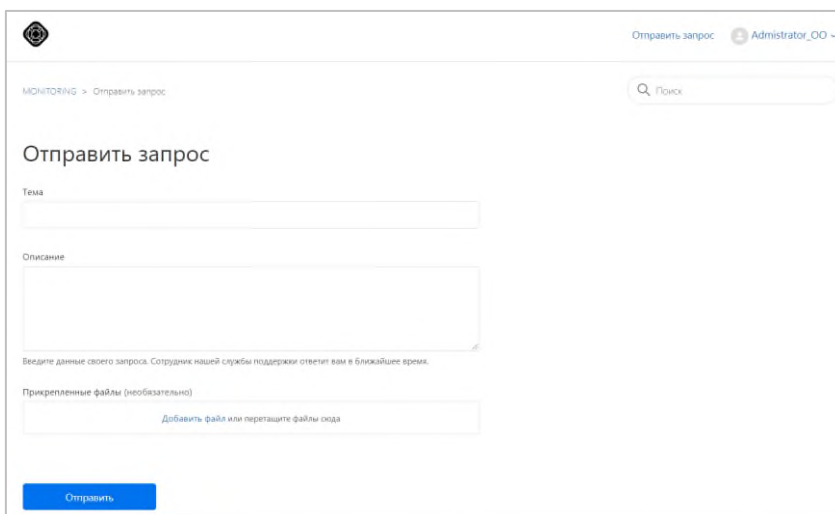 Отправить запрос Admistrator_OO
MONITORING > Отправить запрос Поиск
Отправить запрос
Тема
Описание
Введите данные своего запроса. Сотрудник нашей службы поддержки ответит вам в ближайшее время.
Прикрепленные файлы (необязательно)
Добавить файл или перетащите файлы сюда
Отправить